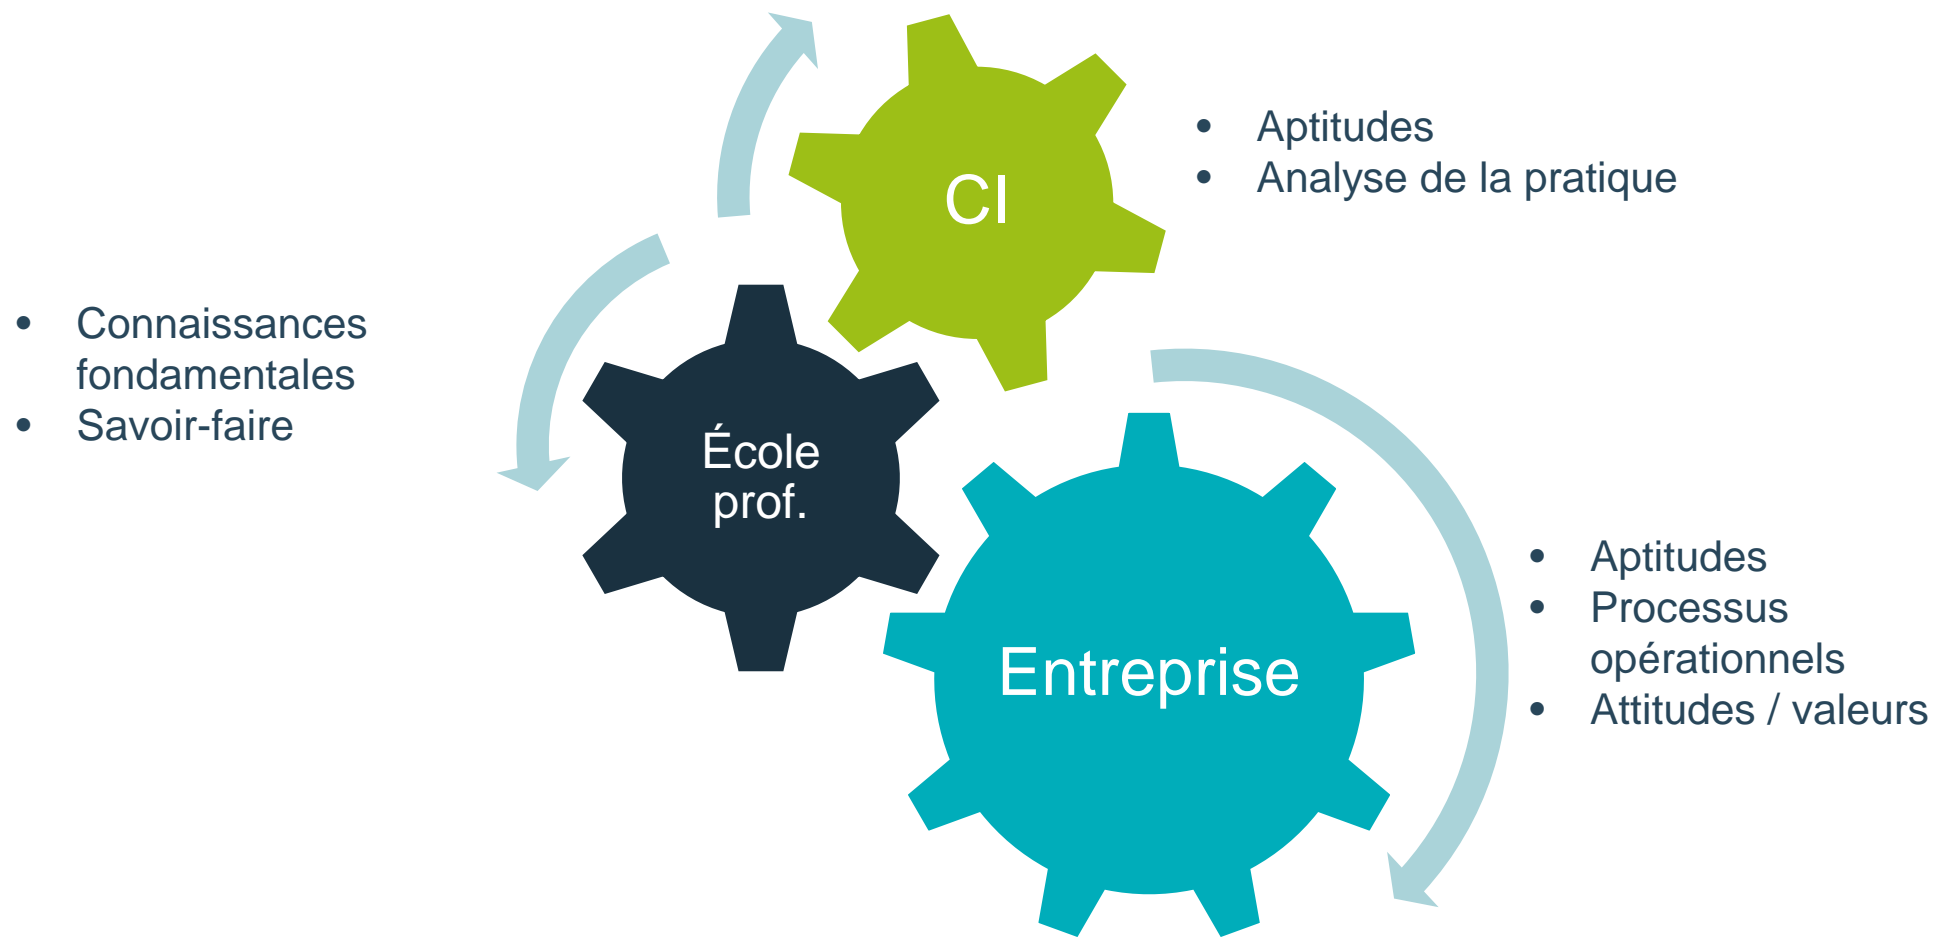 CI
• Aptitudes
• Analyse de la pratique
• Connaissances
fondamentales
• Savoir-faire
École
prof.
Entreprise
• Aptitudes
• Processus
opérationnels
• Attitudes / valeurs